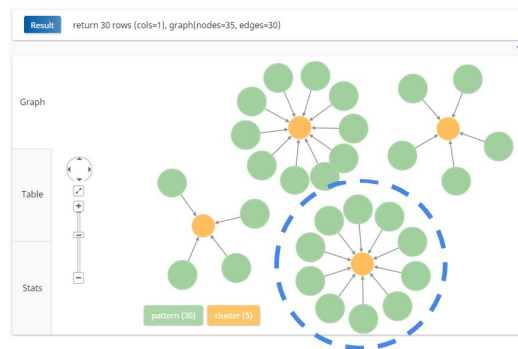 Result return 30 rows (cols=1), graph(nodes=35, edges=30)
Graph
Table
Stats
pattern (30) cluster (5)